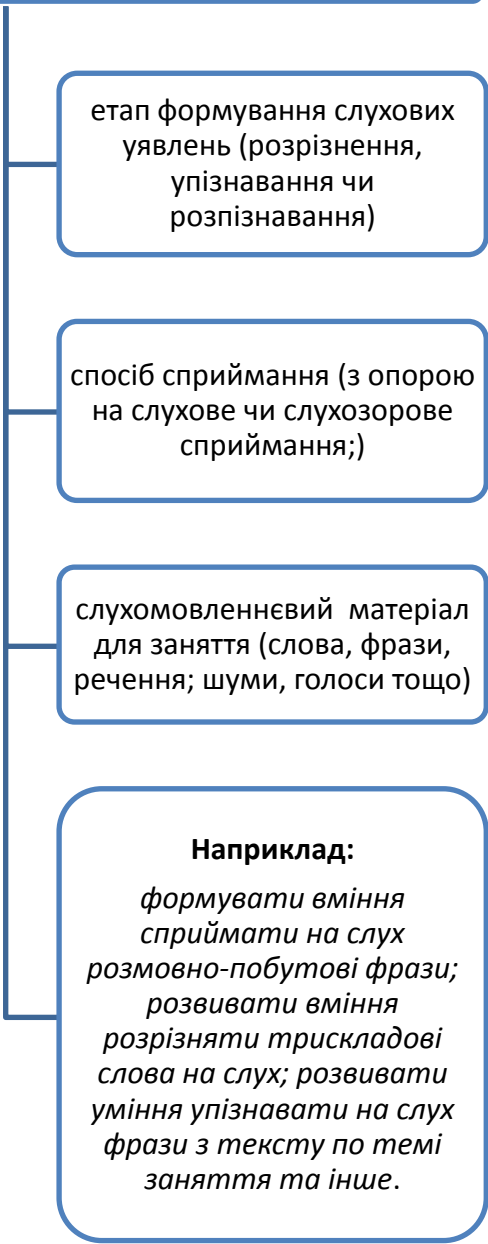 етап формування слухових
уявлень (розрізнення,
упізнавання чи
розпізнавання)
спосіб сприймання (з опорою
на слухове чи слухозорове
сприймання;)
слухомовленнєвий матеріал
для заняття (слова, фрази,
речення; шуми, голоси тощо)
Наприклад:
формувати вміння
сприймати на слух
розмовно-побутові фрази;
розвивати вміння
розрізняти трискладові
слова на слух; розвивати
уміння упізнавати на слух
фрази з тексту по темі
заняття та інше.